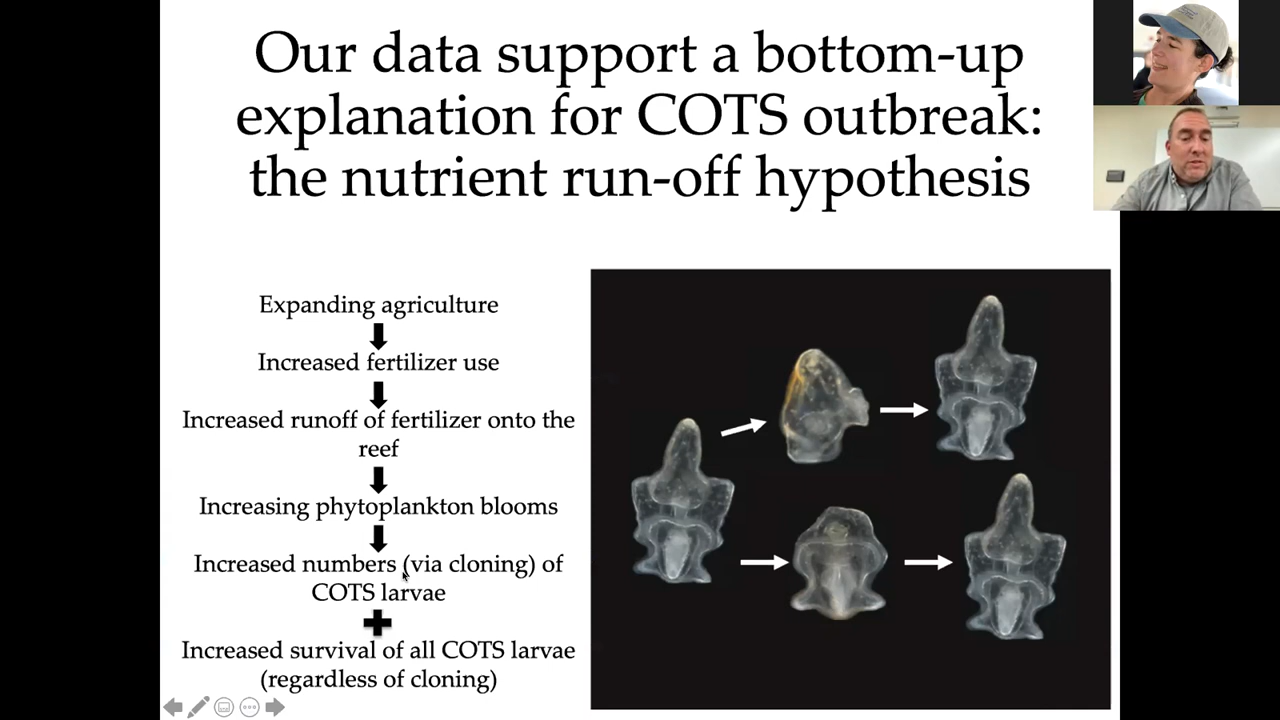 Our data support a bottom-up
explanation for COTS outbreak:
the nutrient run-off hypothesis
Expanding agriculture
Increased fertilizer use
Increased runoff of fertilizer onto the
reef
Increasing phytoplankton blooms
Increased numbers (via cloning) of
COTS larvae
Increased survival of all COTS larvae
(regardless of cloning)